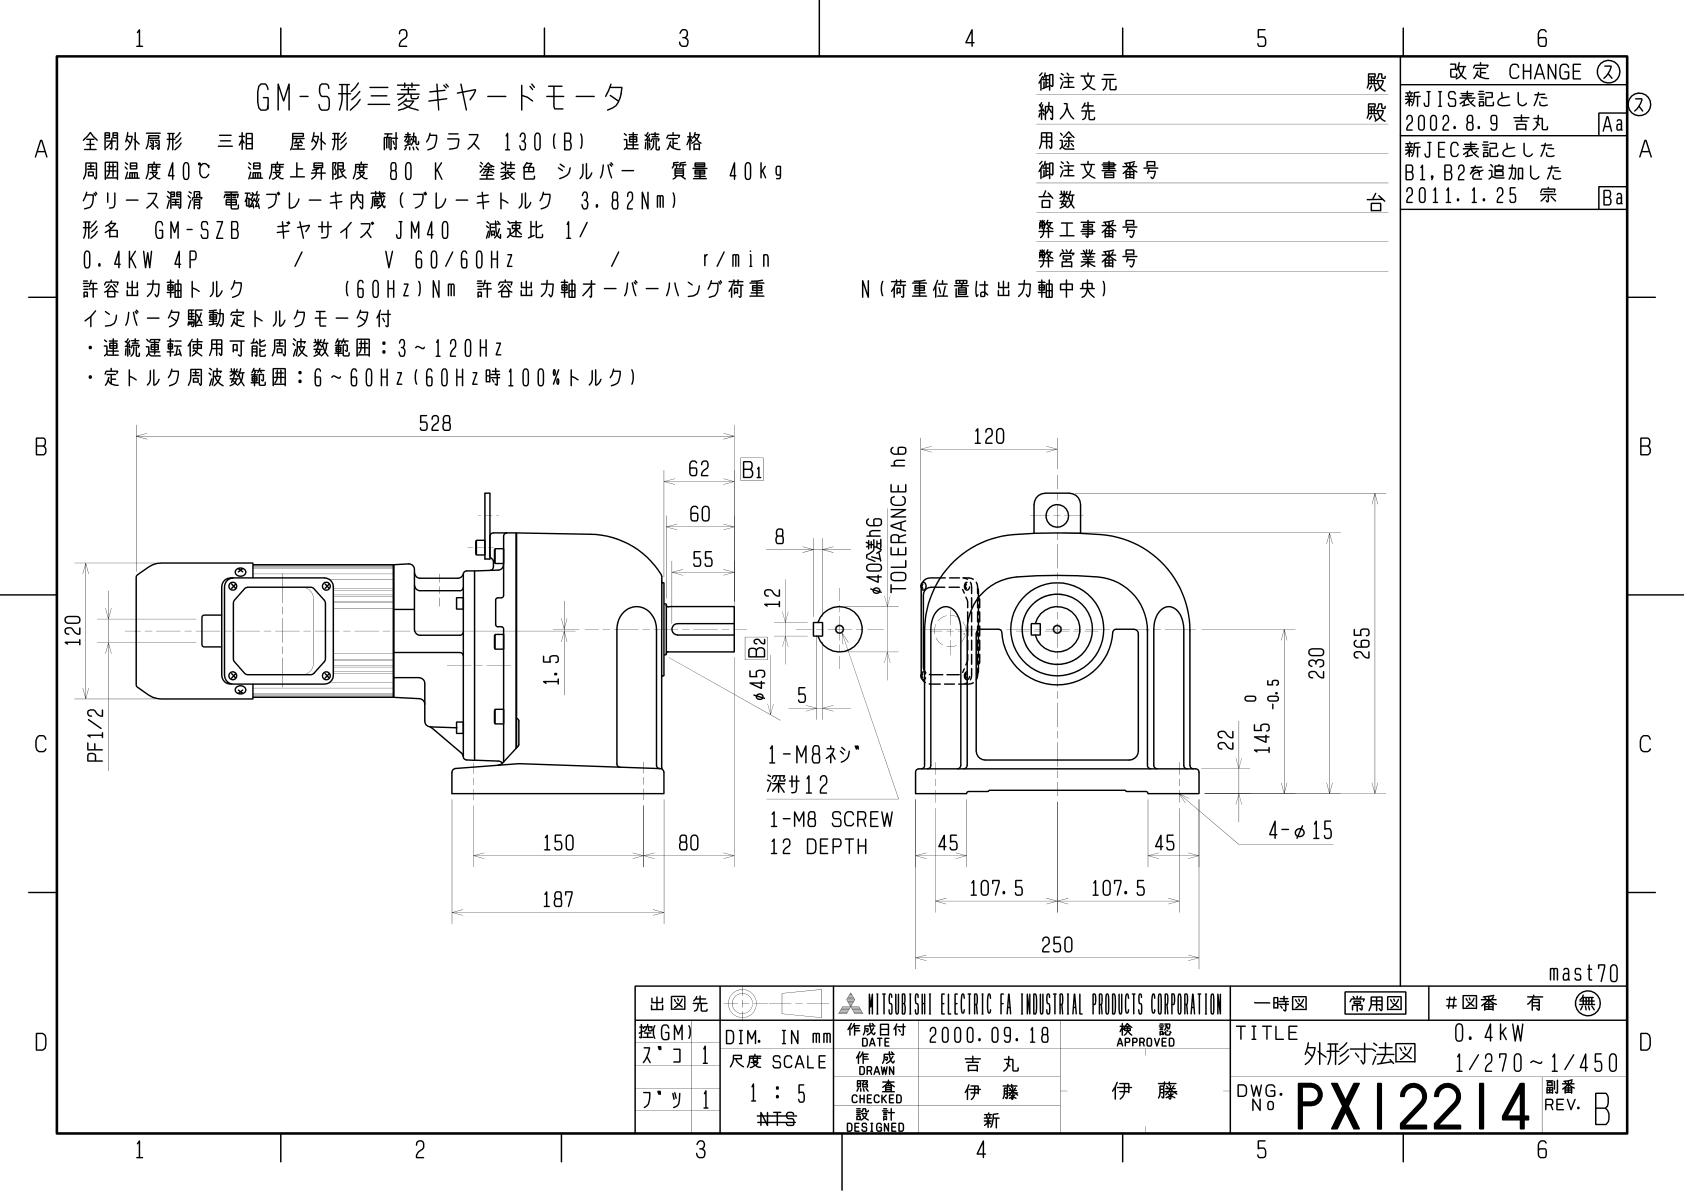 1 2 3 4 5 6
A B C D
A B C D
1 2 3 4 5 6
GM-S形三菱ギヤードモータ
全閉外扇形 三相 屋外形 耐熱クラス 130(B) 連続定格
周囲温度40℃ 温度上昇限度 80 K 塗装色 シルバー 質量 40kg
グリース潤滑 電磁ブレーキ内蔵(ブレーキトルク 3.82Nm)
形名 GM-SZB ギヤサイズ JM40 減速比 1/
0.4KW 4P / V 60/60Hz / r/min
許容出力軸トルク (60Hz)Nm 許容出力軸オーバーハング荷重 N(荷重位置は出力軸中央)
インバータ駆動定トルクモータ付
・連続運転使用可能周波数範囲：3~120Hz
・定トルク周波数範囲：6~60Hz(60Hz時100%トルク)
御注文元 殿
納入先 殿
用途
御注文書番号
台数 台
弊工事番号
弊営業番号
改定 CHANGE ス
新JIS表記とした ス
2002.8.9 吉丸 Aa
新JEC表記とした
B1,B2を追加した
2011.1.25 宗 Ba
528
62 B1
60
55
120
PF1/2
1.5
150 80
187
8
12
5
φ45 B2
φ40公差h6
TOLERANCE h6
1-M8ネジ
深サ12
1-M8 SCREW
12 DEPTH
120
265
230
145 0 -0.5
22
4-φ15
45 45
107.5 107.5
250
mast70
出図先
控(GM)
ズコ 1
ブツ 1
DIM. IN mm
尺度 SCALE
1 : 5
NTS
MITSUBISHI ELECTRIC FA INDUSTRIAL PRODUCTS CORPORATION
作成日付 DATE 2000.09.18
作成 DRAWN 吉丸
照査 CHECKED 伊藤
設計 DESIGNED 新
検認 APPROVED
伊藤
一時図 常用図 #図番 有 無
TITLE 外形寸法図
0.4kW
1/270~1/450
DWG. No PX12214
副番 REV. B